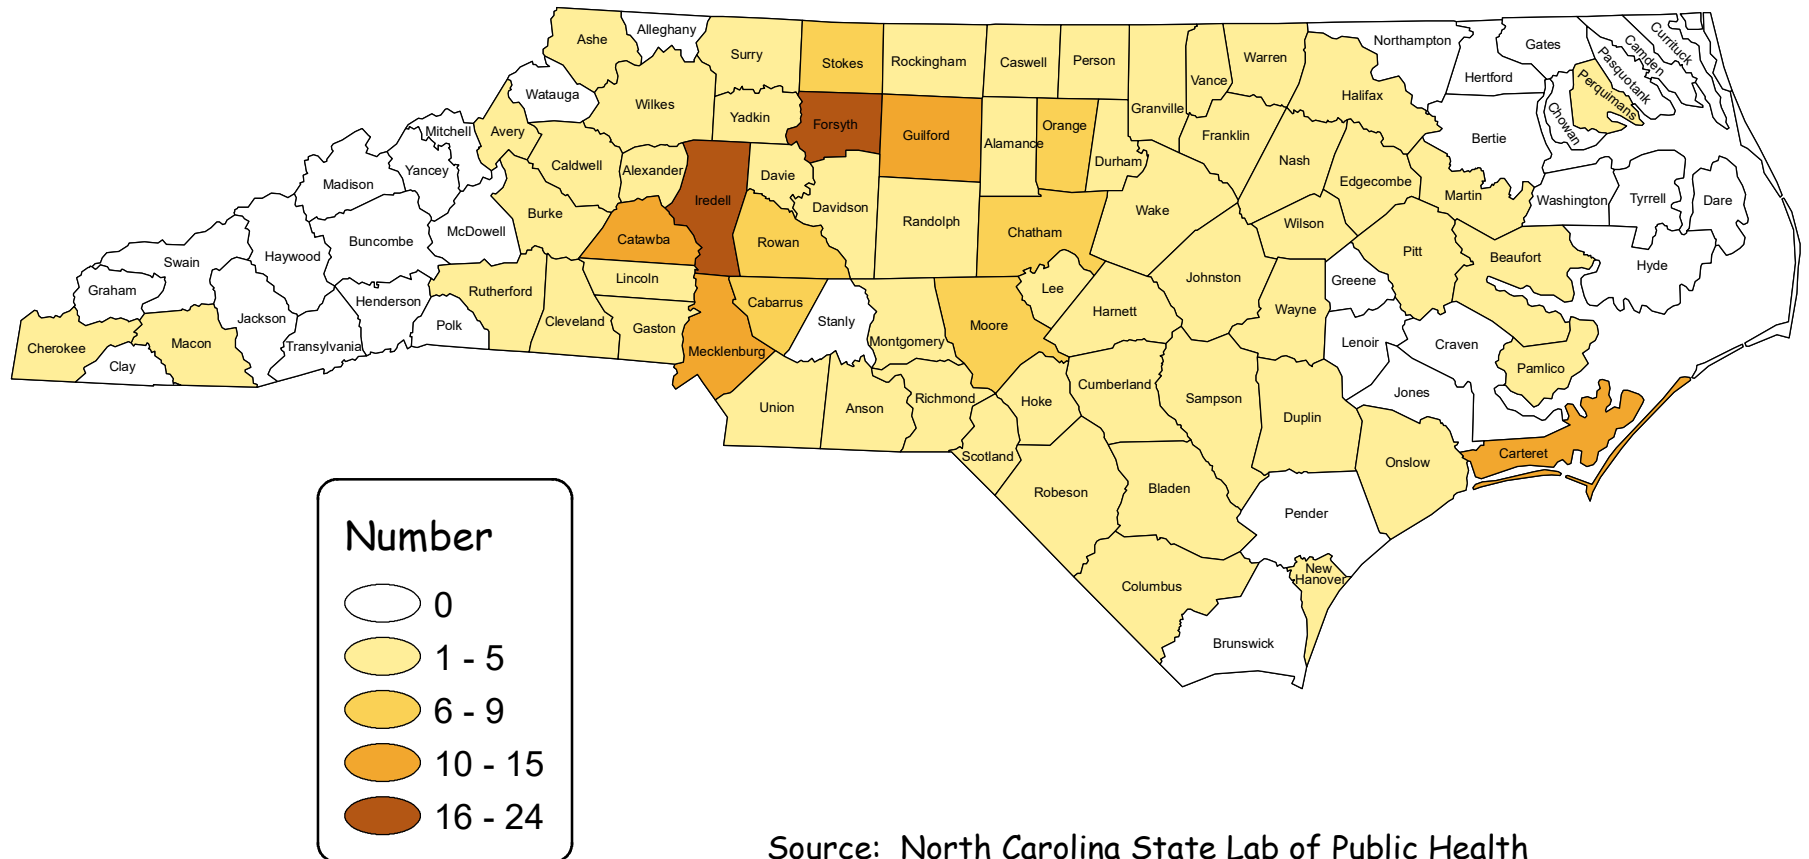 Ashe
Alleghany
Surry
Stokes
Rockingham
Caswell
Person
Vance
Warren
Northampton
Gates
Currituck
Camden
Pasquotank
Perquimans
Chowan
Hertford
Halifax
Bertie
Watauga
Wilkes
Yadkin
Forsyth
Guilford
Alamance
Orange
Durham
Granville
Franklin
Nash
Edgecombe
Martin
Washington
Tyrrell
Dare
Mitchell
Avery
Caldwell
Alexander
Davie
Iredell
Davidson
Randolph
Chatham
Wake
Wilson
Pitt
Beaufort
Hyde
Madison
Yancey
McDowell
Burke
Catawba
Rowan
Buncombe
Haywood
Swain
Graham
Jackson
Henderson
Transylvania
Polk
Rutherford
Cleveland
Lincoln
Gaston
Cabarrus
Mecklenburg
Stanly
Montgomery
Moore
Lee
Harnett
Johnston
Wayne
Greene
Lenoir
Craven
Pamlico
Jones
Cherokee
Clay
Macon
Union
Anson
Richmond
Hoke
Cumberland
Sampson
Duplin
Onslow
Carteret
Scotland
Robeson
Bladen
Pender
Columbus
New
Hanover
Brunswick
Number
0
1 - 5
6 - 9
10 - 15
16 - 24
Source: North Carolina State Lab of Public Health